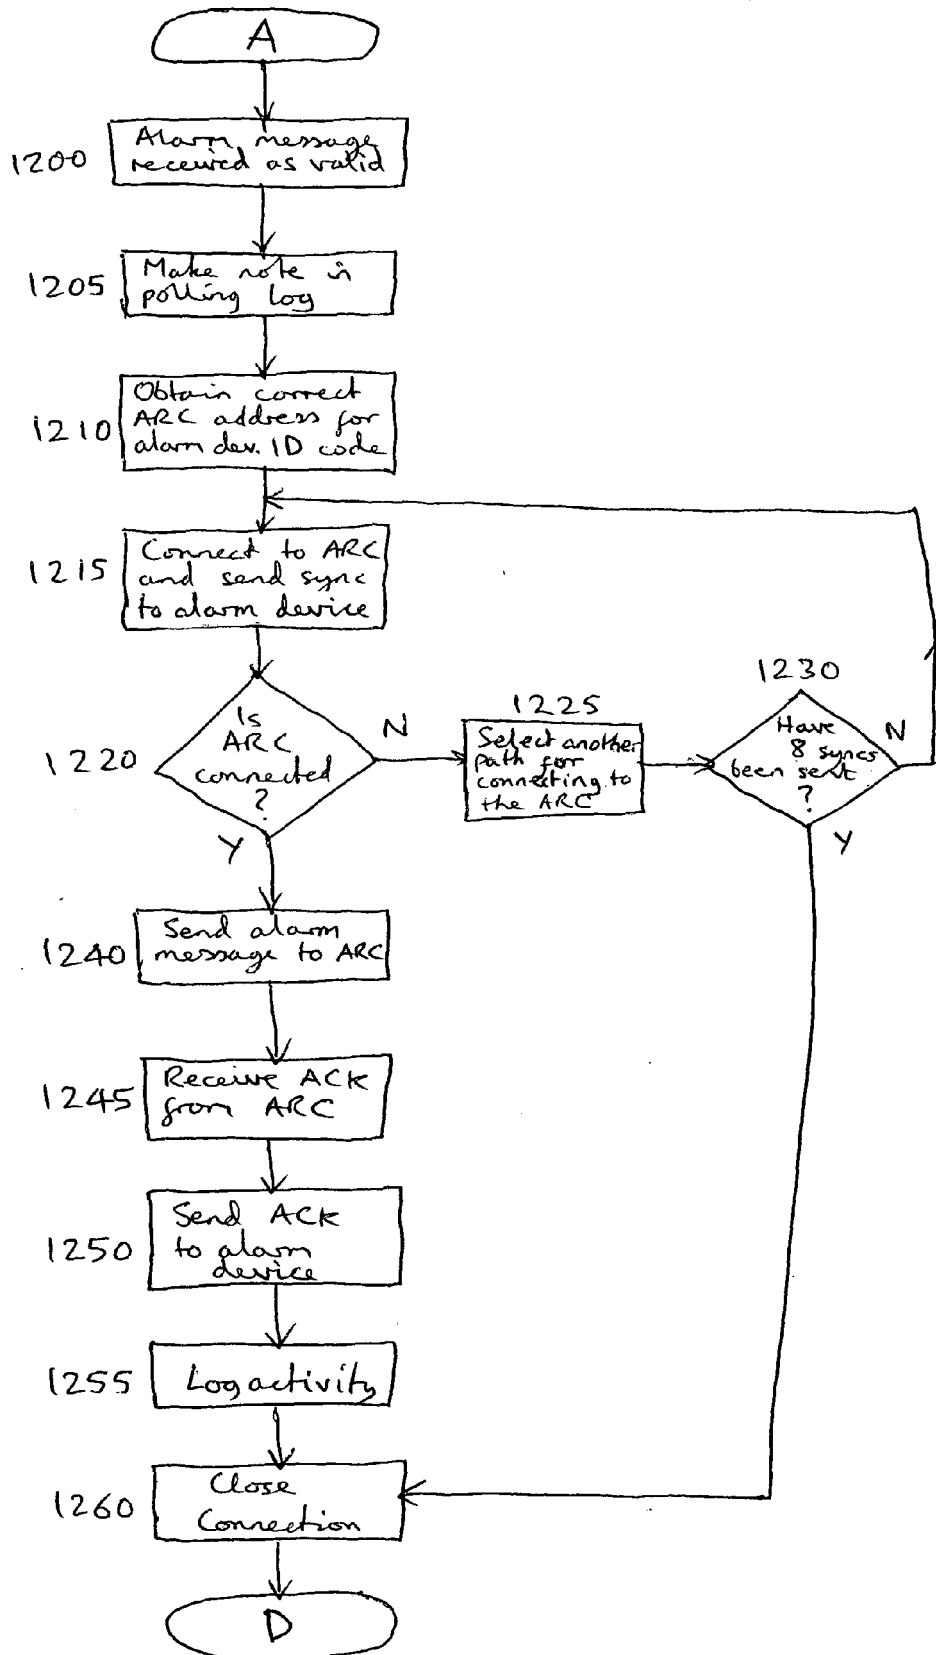 A
1200
Alarm message
received as valid
1205
Make note in
polling log
1210
Obtain correct
ARC address for
alarm dev. ID code
1215
Connect to ARC
and send sync
to alarm device
1220
Is
ARC
connected
?
N
Y
1225
Select another
path for
connecting to
the ARC
1230
Have
8 syncs
been sent
?
N
Y
1240
Send alarm
message to ARC
1245
Receive ACK
from ARC
1250
Send ACK
to alarm
device
1255
Log activity
1260
Close
Connection
D